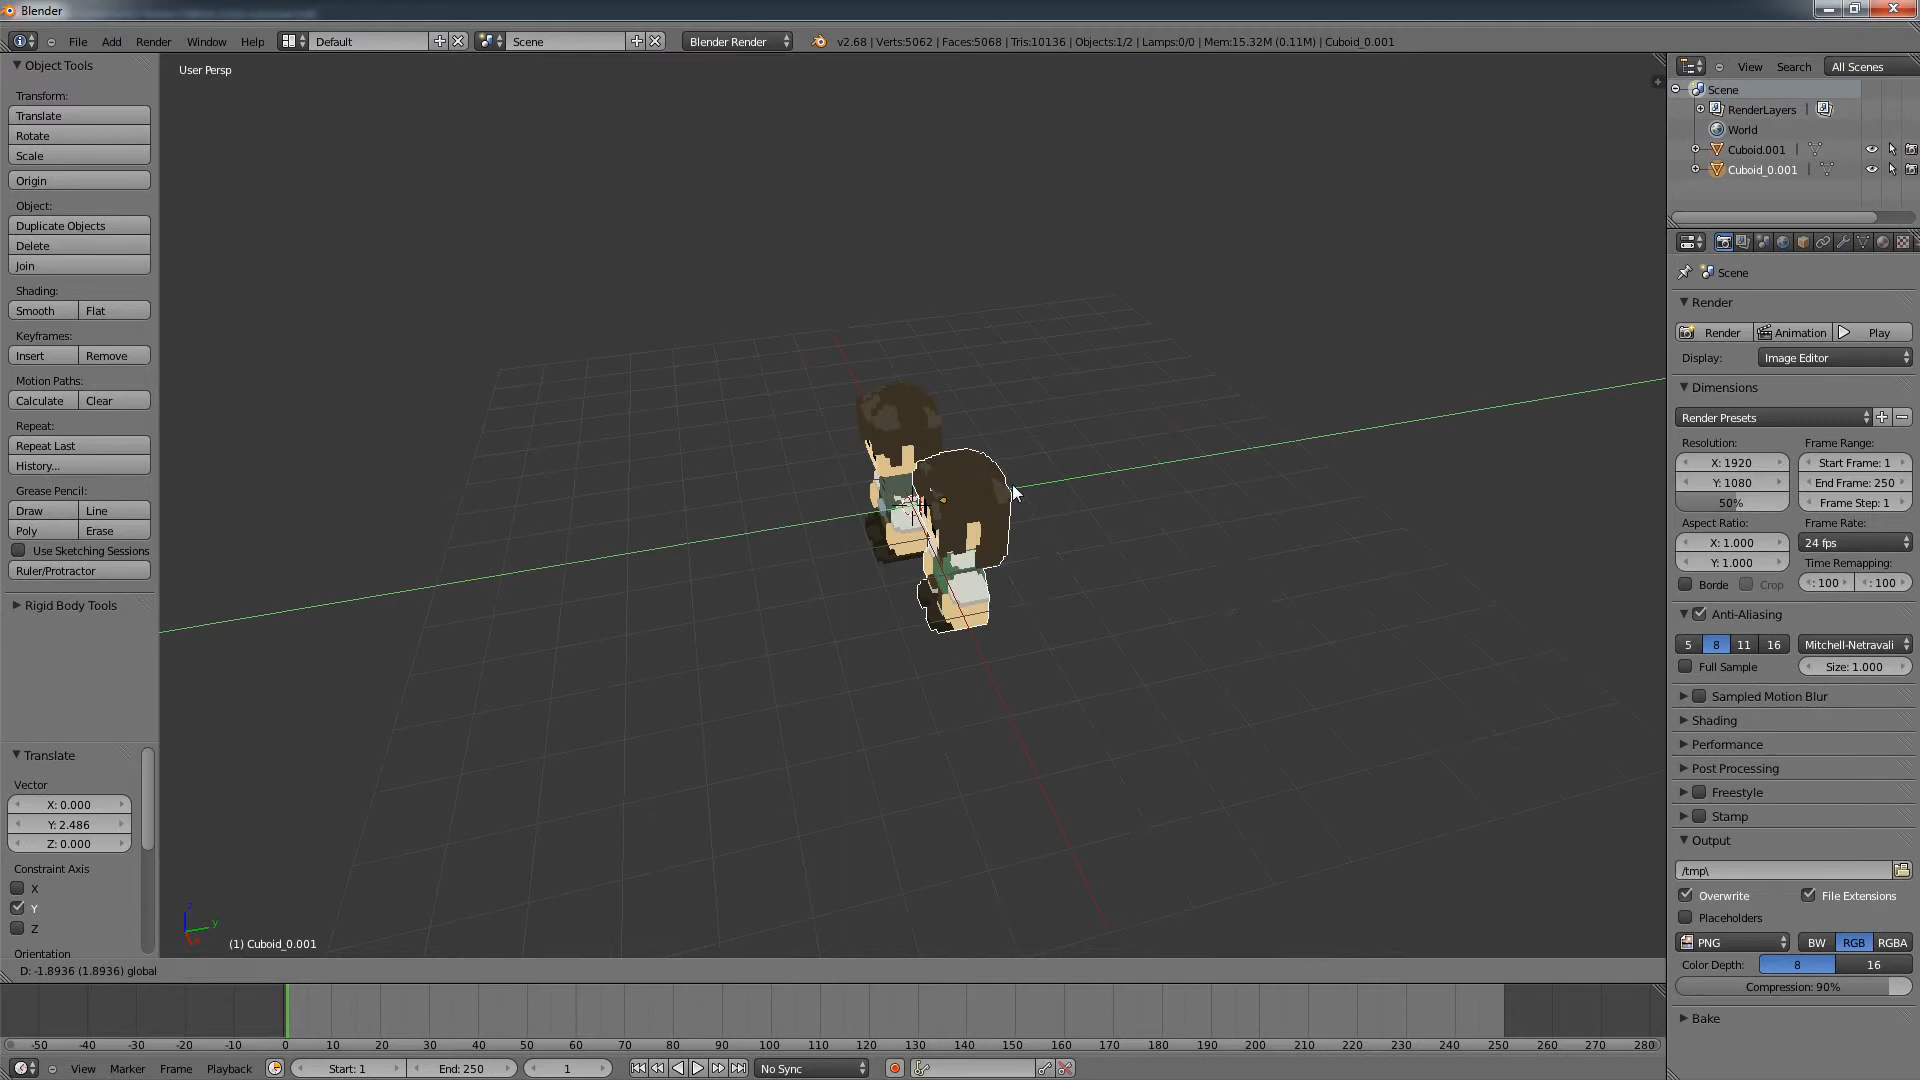 Blender
File Add Render Window Help Default Scene Blender Render v2.68 | Verts:5062 | Faces:5068 | Tris:10136 | Objects:1/2 | Lamps:0/0 | Mem:15.32M (0.11M) | Cuboid_0.001
Object Tools
Transform:
Translate
Rotate
Scale
Origin
Object:
Duplicate Objects
Delete
Join
Shading:
Smooth Flat
Keyframes:
Insert Remove
Motion Paths:
Calculate Clear
Repeat:
Repeat Last
History...
Grease Pencil:
Draw Line
Poly Erase
Use Sketching Sessions
Ruler/Protractor
Rigid Body Tools
Translate
Vector
X: 0.000
Y: 2.486
Z: 0.000
Constraint Axis
X
Y
Z
Orientation
User Persp
z
y
x
(1) Cuboid_0.001
D: -1.8936 (1.8936) global
View Search All Scenes
Scene
RenderLayers |
World
Cuboid.001 |
Cuboid_0.001 |
Scene
Render
Render Animation Play
Display: Image Editor
Dimensions
Render Presets
Resolution: Frame Range:
X: 1920 Start Frame: 1
Y: 1080 End Frame: 250
50% Frame Step: 1
Aspect Ratio: Frame Rate:
X: 1.000 24 fps
Y: 1.000 Time Remapping:
Borde Crop : 100 : 100
Anti-Aliasing
5 8 11 16 Mitchell-Netravali
Full Sample Size: 1.000
Sampled Motion Blur
Shading
Performance
Post Processing
Freestyle
Stamp
Output
/tmp\
Overwrite File Extensions
Placeholders
PNG BW RGB RGBA
Color Depth: 8 16
Compression: 90%
Bake
-50 -40 -30 -20 -10 0 10 20 30 40 50 60 70 80 90 100 110 120 130 140 150 160 170 180 190 200 210 220 230 240 250 260 270 280
View Marker Frame Playback Start: 1 End: 250 1 No Sync